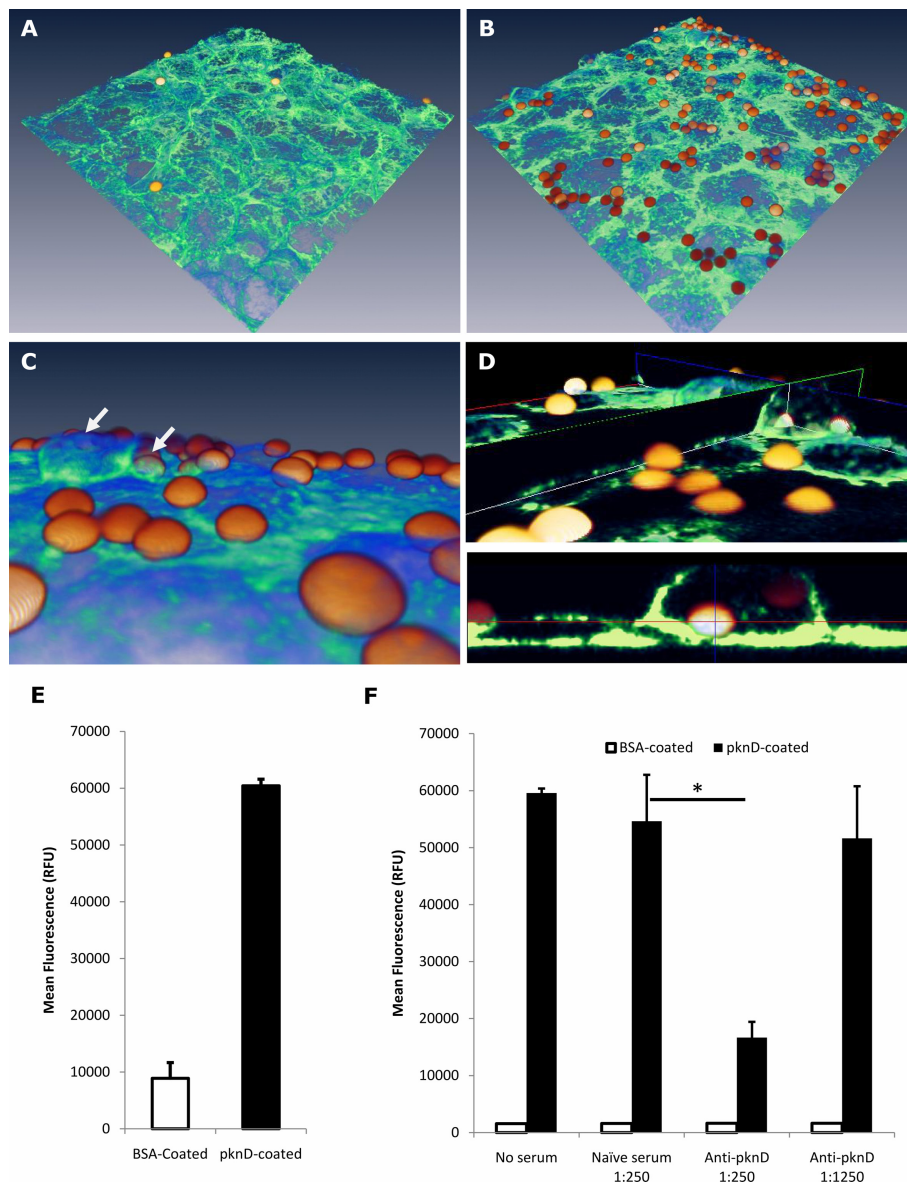 A
B
C
D
E
70000
60000
50000
40000
30000
20000
10000
0
Mean Fluorescence (RFU)
BSA-Coated
pknD-coated
F
70000
60000
50000
40000
30000
20000
10000
0
Mean Fluorescence (RFU)
BSA-coated
pknD-coated
*
No serum
Naïve serum
1:250
Anti-pknD
1:250
Anti-pknD
1:1250